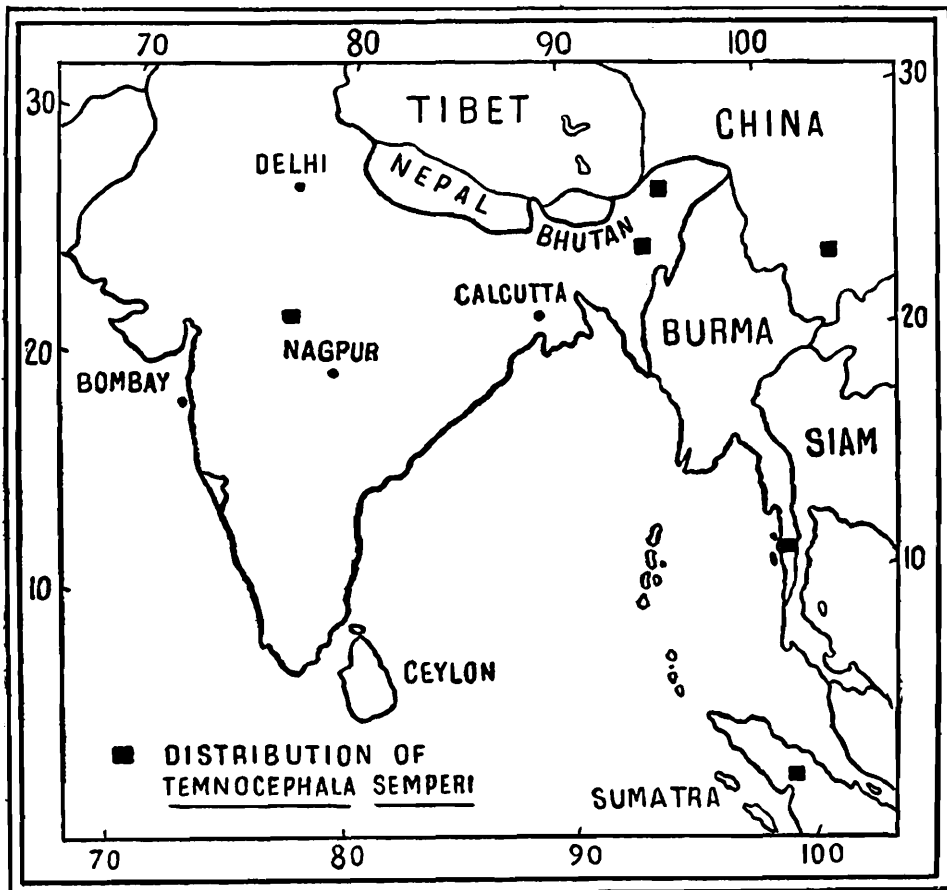 70 80 90 100
30 30
TIBET
CHINA
DELHI
NEPAL
BHUTAN
CALCUTTA
20
BURMA
NAGPUR
20
BOMBAY
SIAM
10
10
CEYLON
DISTRIBUTION OF
TEMNOCEPHALA SEMPERI
SUMATRA
70 80 90 100